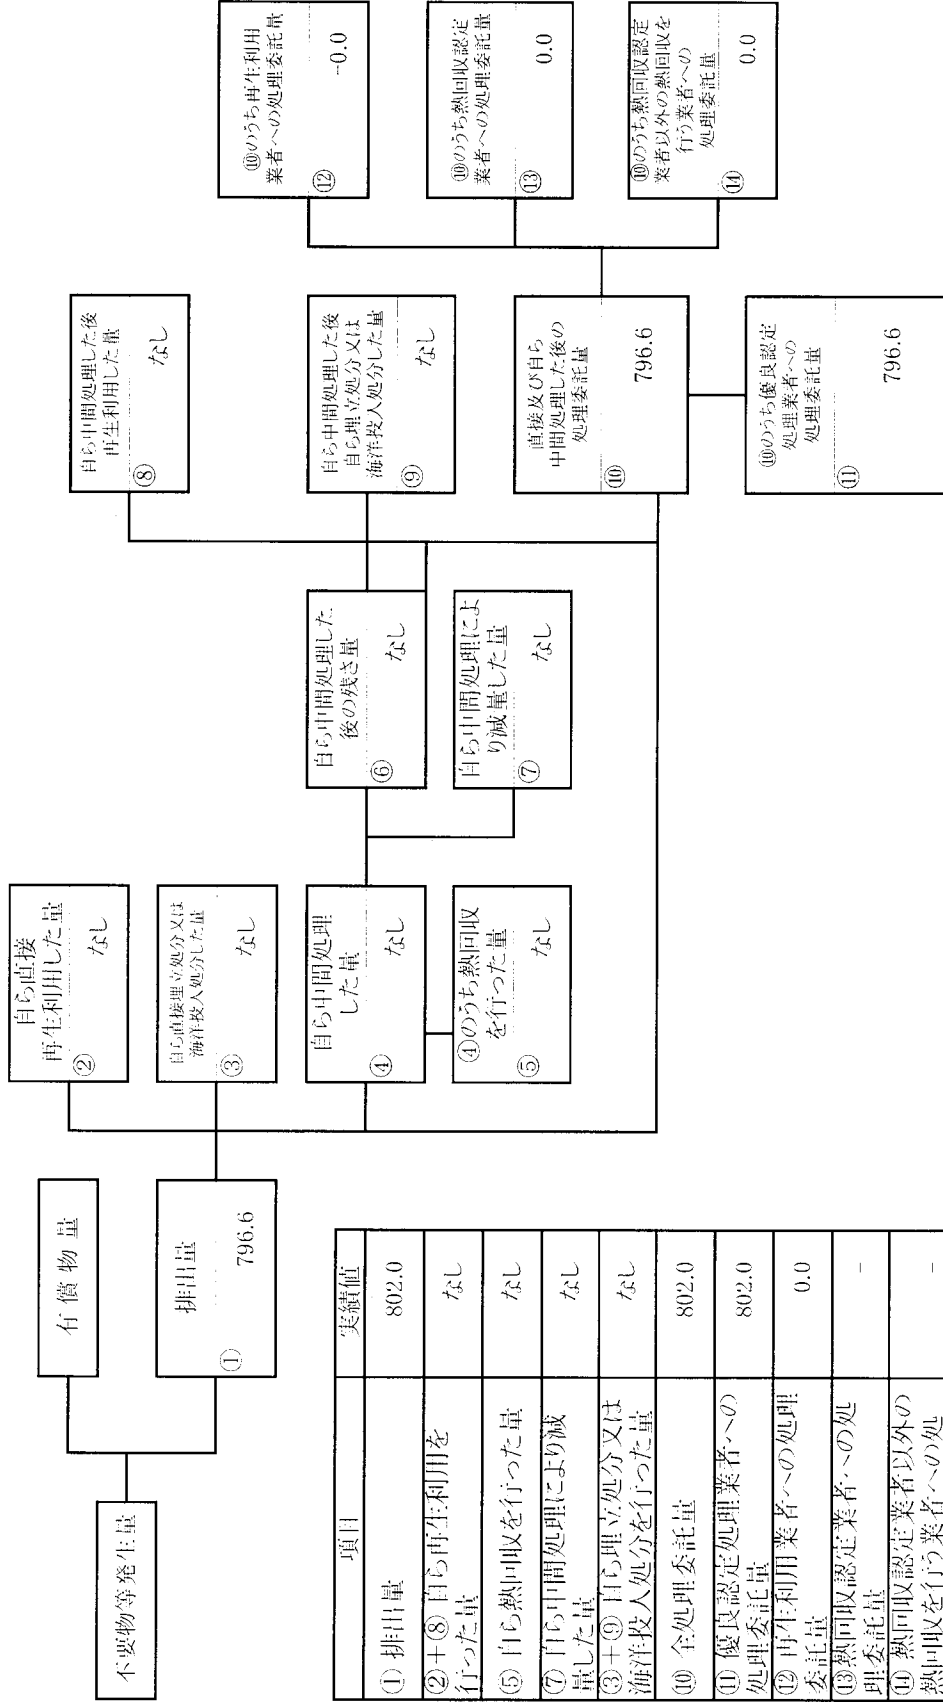 不要物等発生量
有償物量
排出量
① 796.6
自ら直接
再生利用した量
② なし
自ら直接埋立処分又は
海洋投入処分した量
③ なし
自ら中間処理
した量
④ なし
④のうち熱回収
を行った量
⑤ なし
自ら中間処理した
後の残さ量
⑥ なし
自ら中間処理によ
り減量した量
⑦ なし
自ら中間処理した後
再生利用した量
⑧ なし
自ら中間処理した後
自ら埋立処分又は
海洋投入処分した量
⑨ なし
直接及び自ら
中間処理した後の
処理委託量
⑩ 796.6
⑩のうち優良認定
処理業者への
処理委託量
⑪ 796.6
⑩のうち再生利用
業者への処理委託量
⑫ -0.0
⑩のうち熱回収認定
業者への処理委託量
⑬ 0.0
⑩のうち熱回収認定
業者以外の熱回収を
行う業者への
処理委託量
⑭ 0.0
項目 実績値
① 排出量 802.0
②+⑧ 自ら再生利用を
行った量 なし
⑤ 自ら熱回収を行った量 なし
⑦ 自ら中間処理により減
量した量 なし
③+⑨ 自ら埋立処分又は
海洋投入処分を行った量 なし
⑩ 全処理委託量 802.0
⑪ 優良認定処理業者への
処理委託量 802.0
⑫ 再生利用業者への処理
委託量 0.0
⑬熱回収認定業者への処
理委託量 -
⑭ 熱回収認定業者以外の
熱回収を行う業者への処 -